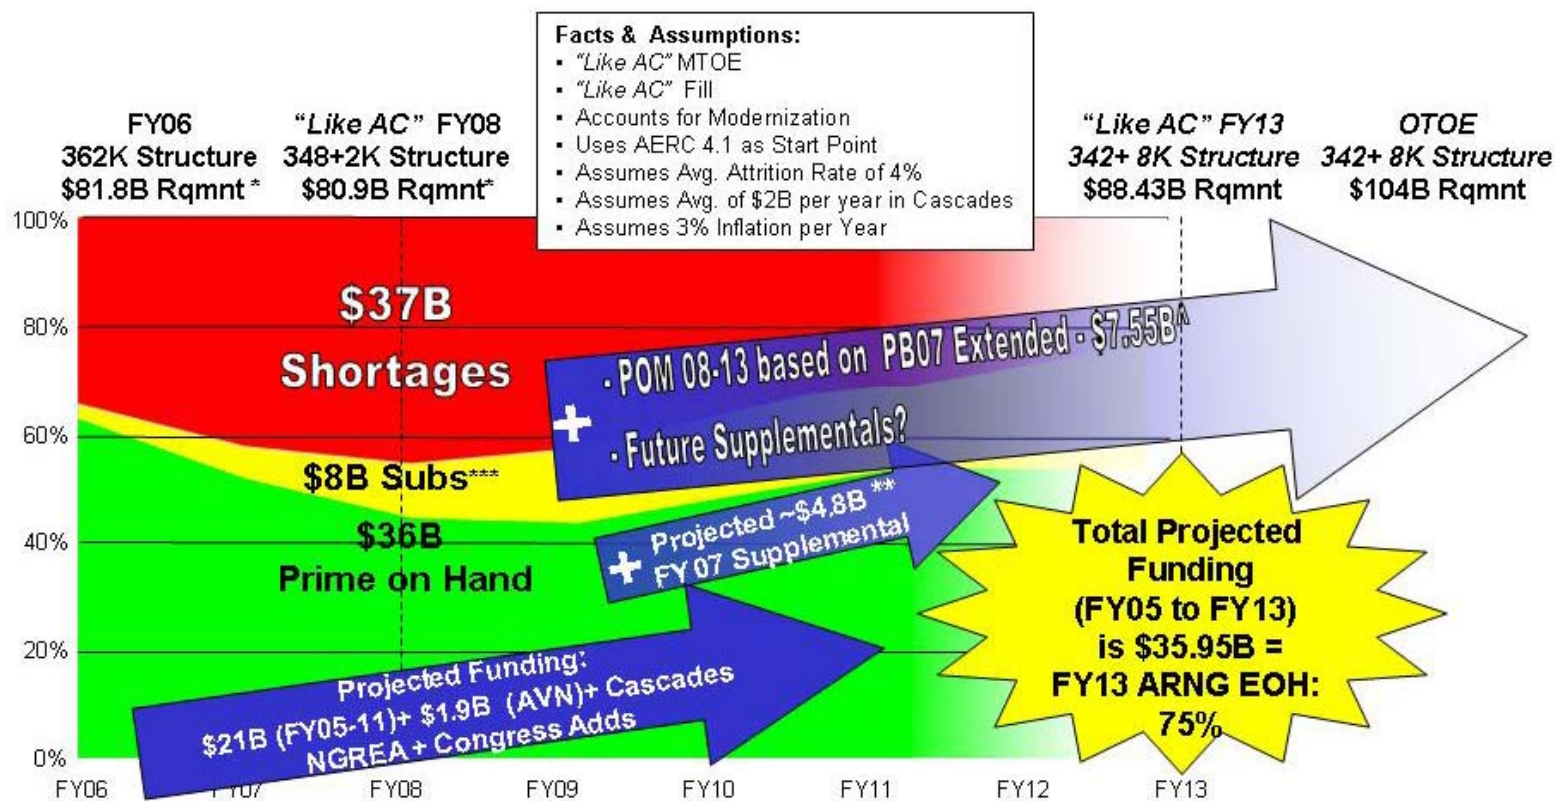 Facts & Assumptions:
▪ "Like AC" MTOE
▪ "Like AC" Fill
▪ Accounts for Modernization
▪ Uses AERC 4.1 as Start Point
▪ Assumes Avg. Attrition Rate of 4%
▪ Assumes Avg. of $2B per year in Cascades
▪ Assumes 3% Inflation per Year
FY06
362K Structure
$81.8B Rqmnt *
"Like AC" FY08
348+2K Structure
$80.9B Rqmnt*
"Like AC" FY13
342+ 8K Structure
$88.43B Rqmnt
OTOE
342+ 8K Structure
$104B Rqmnt
100%
80%
60%
40%
20%
0%
$37B
Shortages
$8B Subs***
$36B
Prime on Hand
+
- POM 08-13 based on PB07 Extended - $7.55B^
- Future Supplementals?
+
Projected ~$4.8B **
FY 07 Supplemental
Projected Funding:
$21B (FY05-11)+ $1.9B (AVN)+ Cascades
NGREA + Congress Adds
Total Projected
Funding
(FY05 to FY13)
is $35.95B =
FY13 ARNG EOH:
75%
FY06
FY07
FY08
FY09
FY10
FY11
FY12
FY13